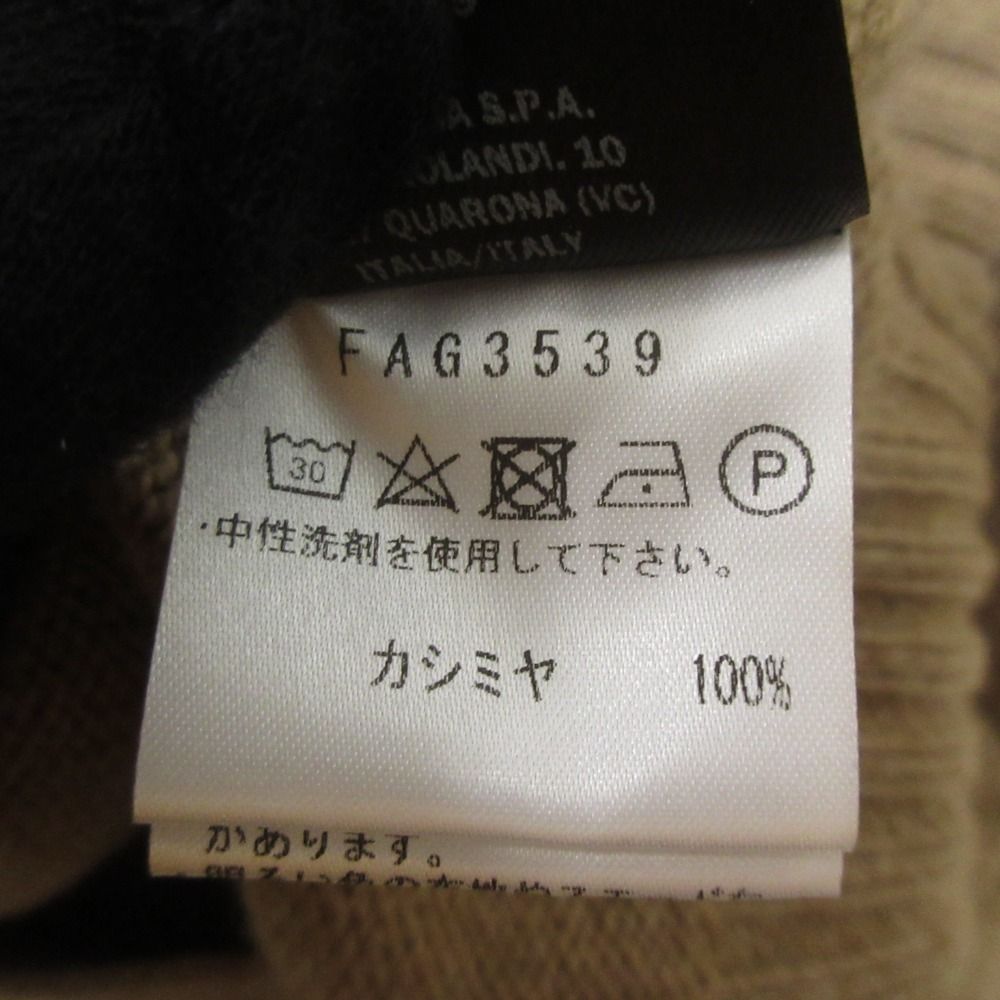 S.P.A.
10
QUARONA (VC)
ITALIA/ITALY
FAG3539
30
P
・中性洗剤を使用して下さい。
カシミヤ 100%
があります。